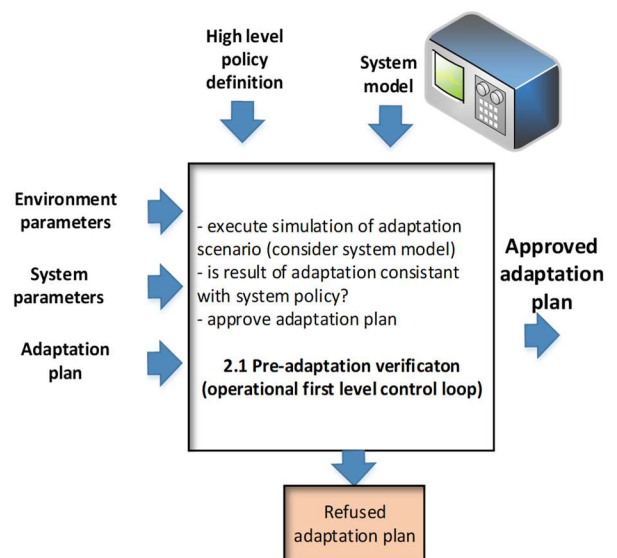 High level
policy
definition
System
model
Environment
parameters
System
parameters
Adaptation
plan
- execute simulation of adaptation
scenario (consider system model)
- is result of adaptation consistant
with system policy?
- approve adaptation plan
2.1 Pre-adaptation verificaton
(operational first level control loop)
Approved
adaptation
plan
Refused
adaptation plan